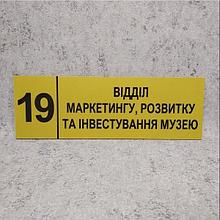 19
ВІДДІЛ
МАРКЕТИНГУ, РОЗВИТКУ
ТА ІНВЕСТУВАННЯ МУЗЕЮ